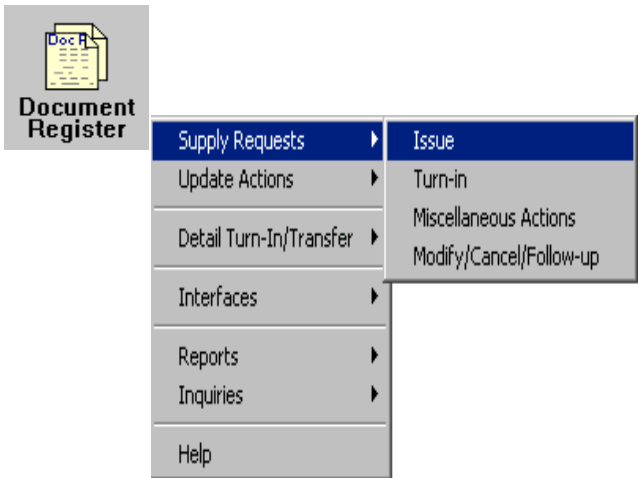 Doc R
Document
Register
Supply Requests
Update Actions
Detail Turn-In/Transfer
Interfaces
Reports
Inquiries
Help
Issue
Turn-in
Miscellaneous Actions
Modify/Cancel/Follow-up